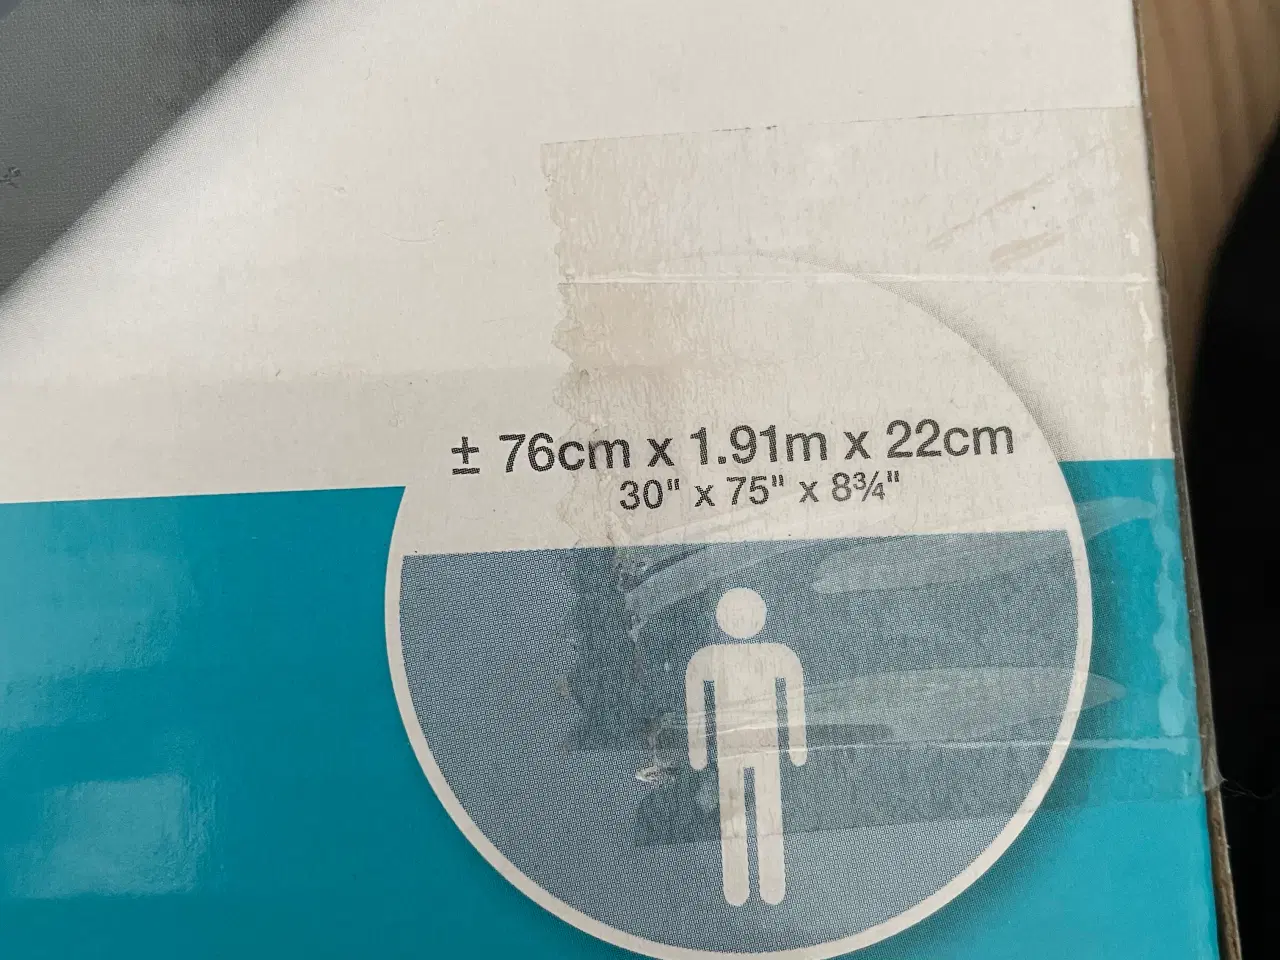 ± 76cm x 1.91m x 22cm
30" x 75" x 8¾"